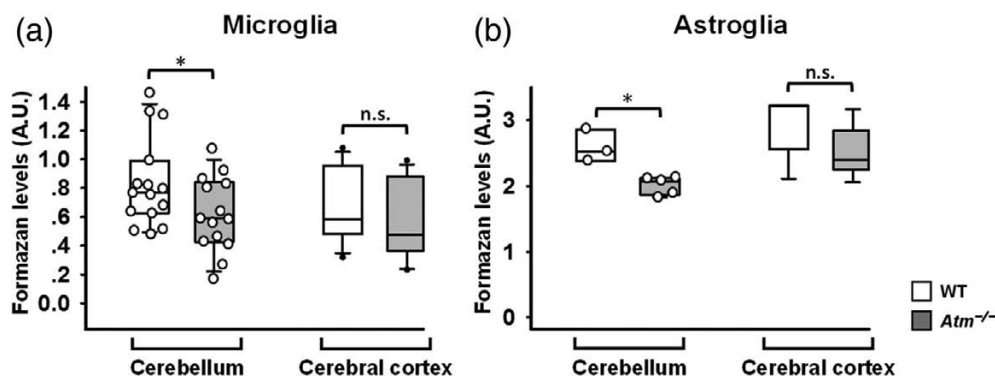 (a) Microglia
Formazan levels (A.U.)
1.4
1.2
1.0
.8
.6
.4
.2
0.0
*
n.s.
Cerebellum
Cerebral cortex
(b) Astroglia
Formazan levels (A.U.)
3
2
1
0
*
n.s.
Cerebellum
Cerebral cortex
WT
Atm⁻/⁻